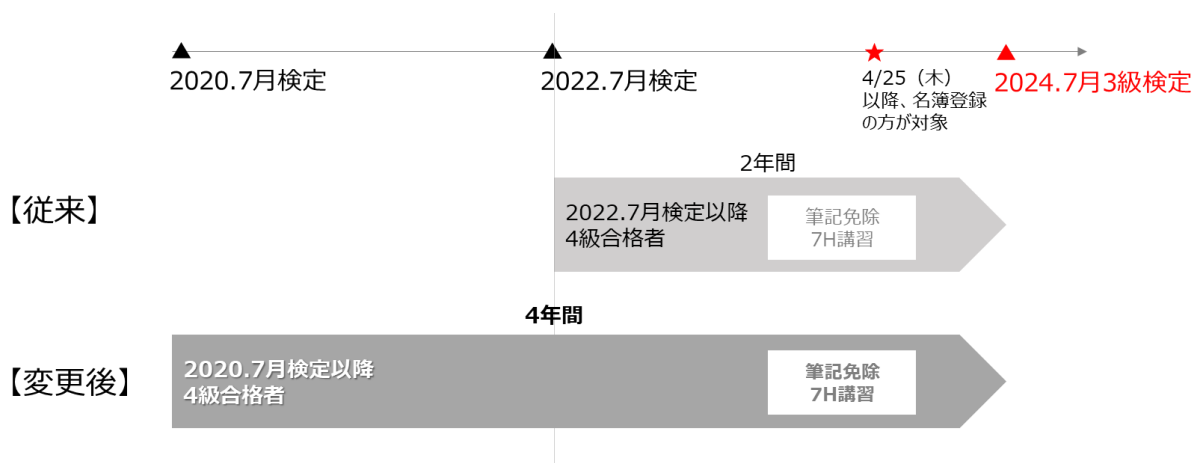 2020.7月検定
2022.7月検定
4/25（木）
以降、名簿登録
の方が対象
2024.7月3級検定
2年間
【従来】
2022.7月検定以降
4級合格者
筆記免除
7H講習
4年間
【変更後】
2020.7月検定以降
4級合格者
筆記免除
7H講習